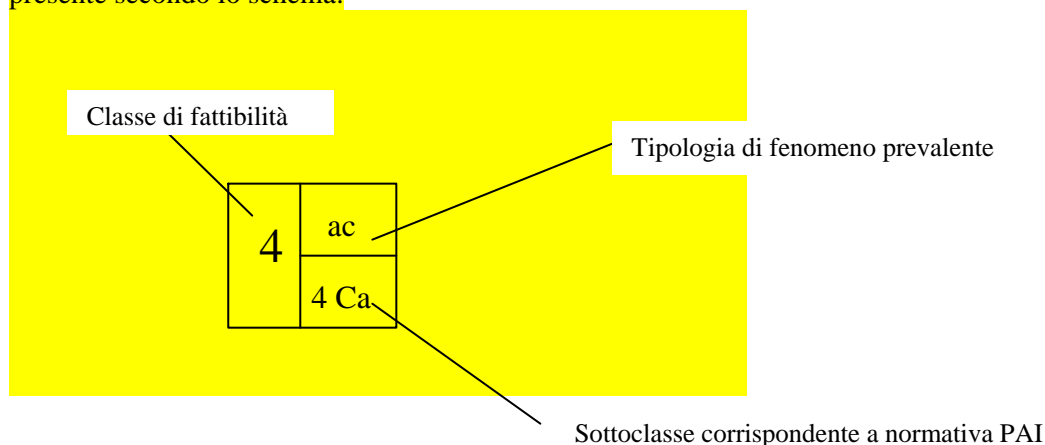 presente secondo lo schema:
Classe di fattibilità
Tipologia di fenomeno prevalente
4
ac
4 Ca
Sottoclasse corrispondente a normativa PAI